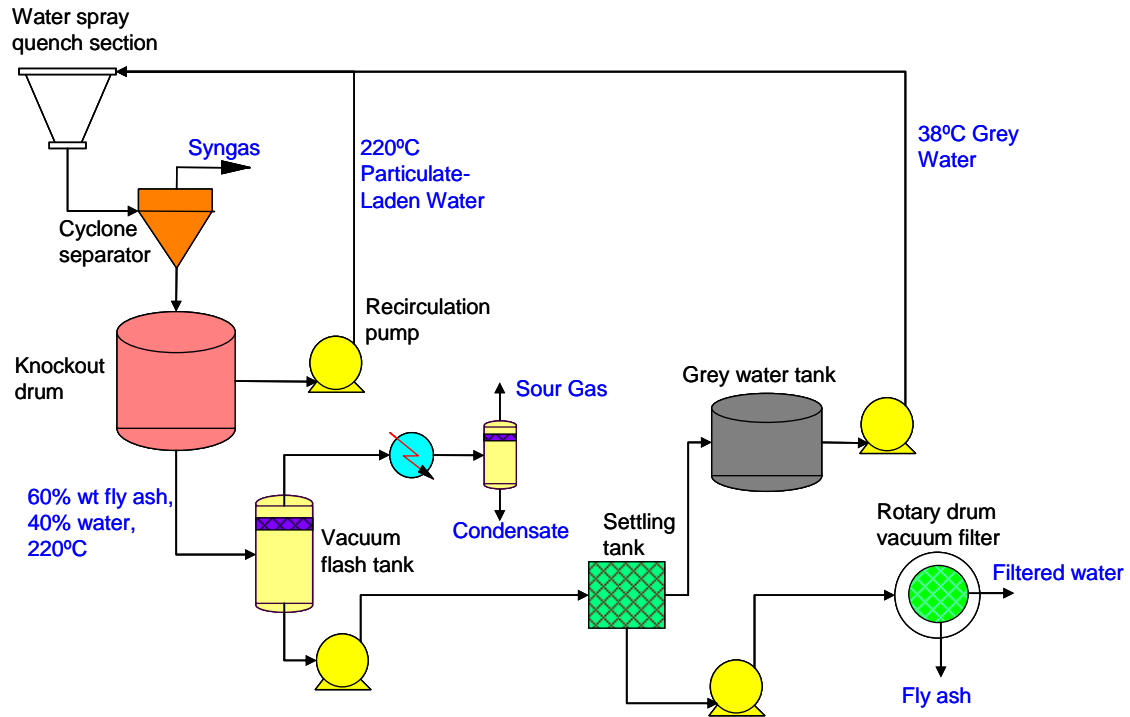 Water spray
quench section
Syngas
220ºC
Particulate-
Laden Water
38ºC Grey
Water
Cyclone
separator
Recirculation
pump
Knockout
drum
Grey water tank
Sour Gas
60% wt fly ash,
40% water,
220ºC
Condensate
Vacuum
flash tank
Settling
tank
Rotary drum
vacuum filter
Filtered water
Fly ash